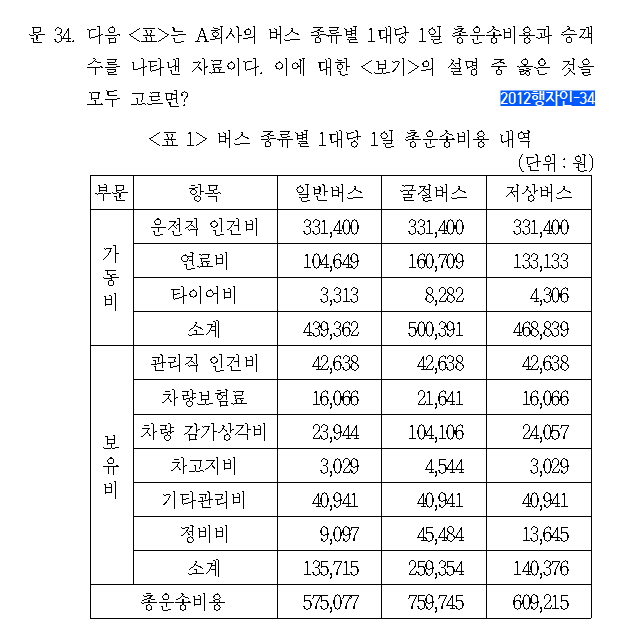 문 34. 다음 <표>는 A회사의 버스 종류별 1대당 1일 총운송비용과 승객
수를 나타낸 자료이다. 이에 대한 <보기>의 설명 중 옳은 것을
모두 고르면? 2012행자인-34
<표 1> 버스 종류별 1대당 1일 총운송비용 내역
(단위 : 원)
부문 항목 일반버스 굴절버스 저상버스
가동비 운전직 인건비 331,400 331,400 331,400
연료비 104,649 160,709 133,133
타이어비 3,313 8,282 4,306
소계 439,362 500,391 468,839
보유비 관리직 인건비 42,638 42,638 42,638
차량보험료 16,066 21,641 16,066
차량 감가상각비 23,944 104,106 24,057
차고지비 3,029 4,544 3,029
기타관리비 40,941 40,941 40,941
정비비 9,097 45,484 13,645
소계 135,715 259,354 140,376
총운송비용 575,077 759,745 609,215